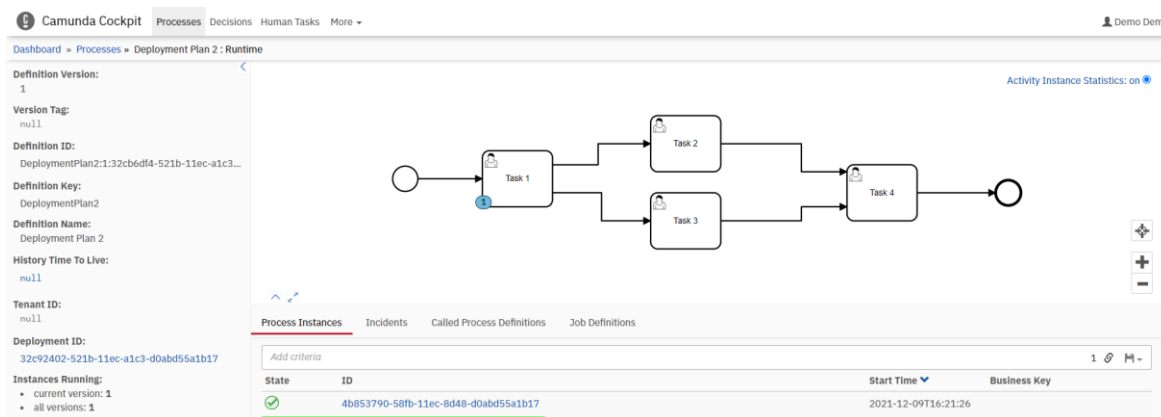 Camunda Cockpit Processes Decisions Human Tasks More Demo Dem
Dashboard » Processes » Deployment Plan 2 : Runtime
Definition Version:
1
Version Tag:
null
Definition ID:
DeploymentPlan2:1:32cb6df4-521b-11ec-a1c3...
Definition Key:
DeploymentPlan2
Definition Name:
Deployment Plan 2
History Time To Live:
null
Tenant ID:
null
Deployment ID:
32c92402-521b-11ec-a1c3-d0abd55a1b17
Instances Running:
• current version: 1
• all versions: 1
Activity Instance Statistics: on
Task 1
1
Task 2
Task 3
Task 4
Process Instances Incidents Called Process Definitions Job Definitions
Add criteria 1
State ID Start Time Business Key
4b853790-58fb-11ec-8d48-d0abd55a1b17 2021-12-09T16:21:26